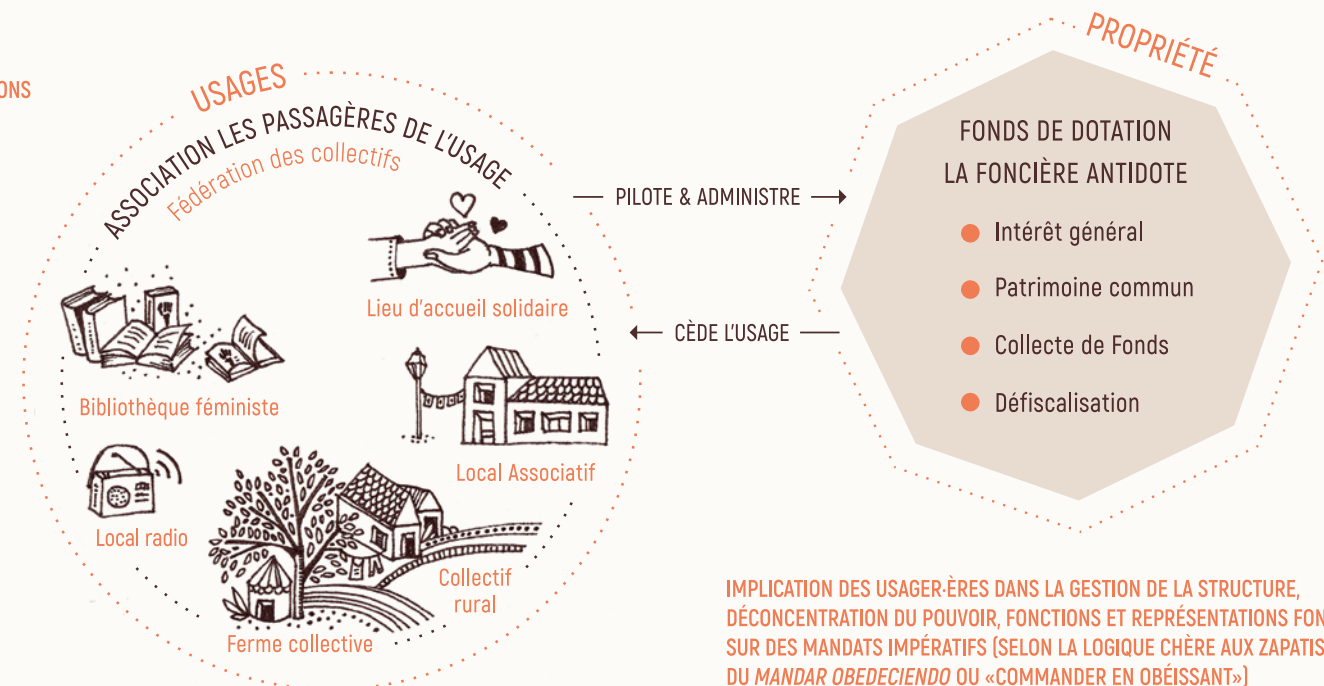 ONS
USAGES
ASSOCIATION LES PASSAGÈRES DE L'USAGE
Fédération des collectifs
Lieu d'accueil solidaire
Bibliothèque féministe
Local Associatif
Local radio
Collectif
rural
Ferme collective
PILOTE & ADMINISTRE
CÈDE L'USAGE
PROPRIÉTÉ
FONDS DE DOTATION
LA FONCIÈRE ANTIDOTE
Intérêt général
Patrimoine commun
Collecte de Fonds
Défiscalisation
IMPLICATION DES USAGER·ÈRES DANS LA GESTION DE LA STRUCTURE,
DÉCONCENTRATION DU POUVOIR, FONCTIONS ET REPRÉSENTATIONS FON
SUR DES MANDATS IMPÉRATIFS (SELON LA LOGIQUE CHÈRE AUX ZAPATIS
DU MANDAR OBEDECIENDO OU «COMMANDER EN OBÉISSANT»)